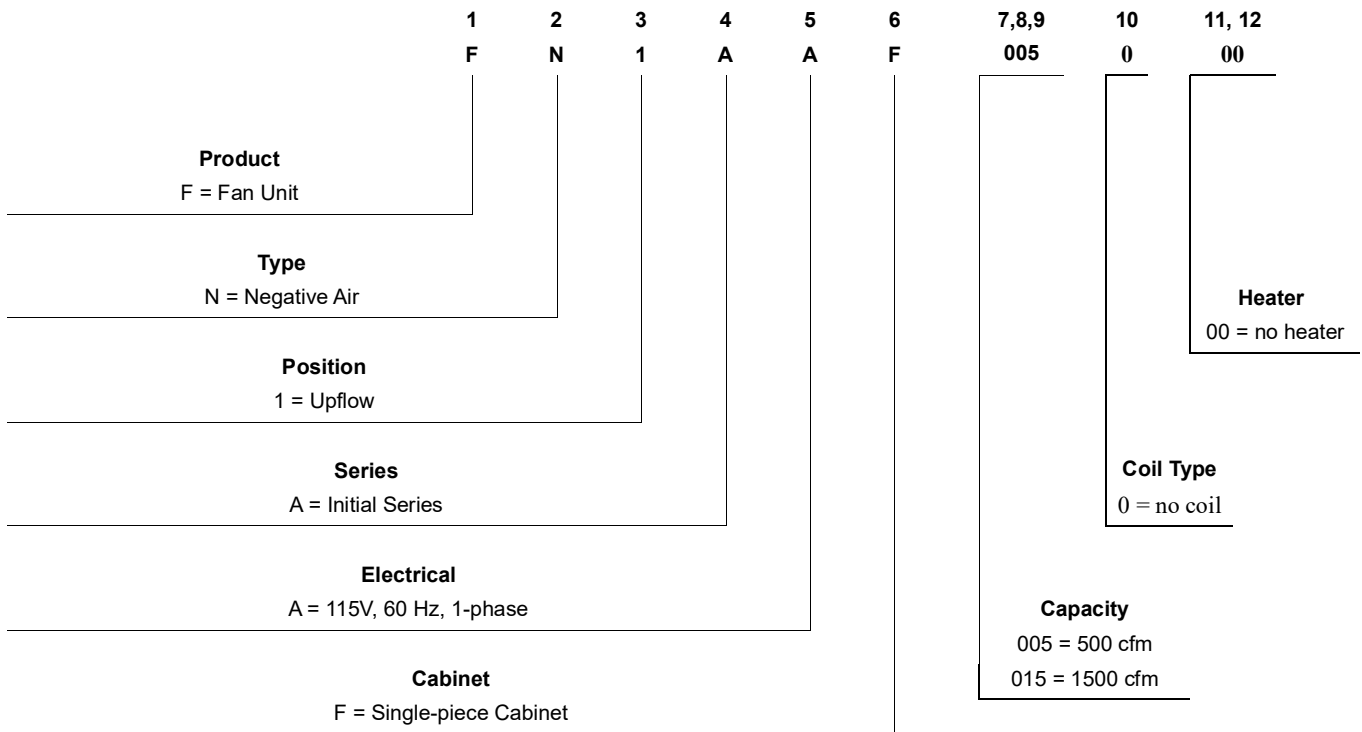 1 2 3 4 5 6 7,8,9 10 11, 12
F N 1 A A F 005 0 00
Product
F = Fan Unit
Type
N = Negative Air
Position
1 = Upflow
Series
A = Initial Series
Electrical
A = 115V, 60 Hz, 1-phase
Cabinet
F = Single-piece Cabinet
Heater
00 = no heater
Coil Type
0 = no coil
Capacity
005 = 500 cfm
015 = 1500 cfm